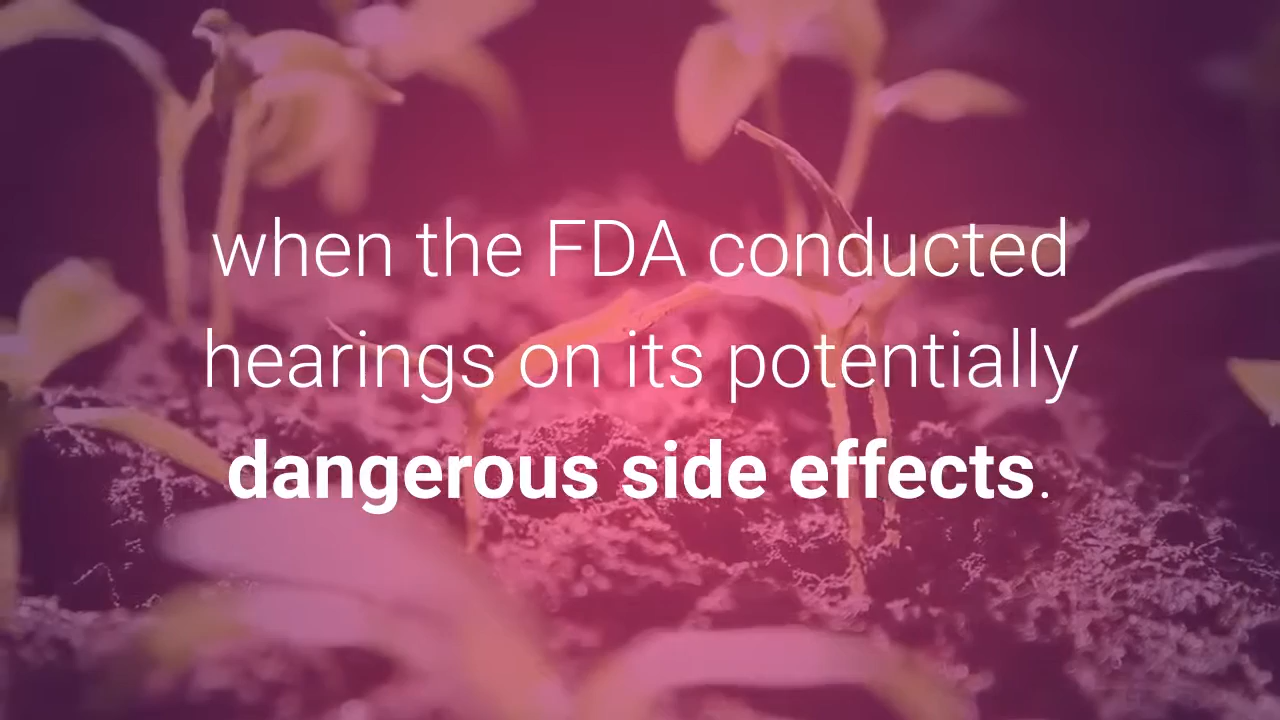 when the FDA conducted
hearings on its potentially
dangerous side effects.